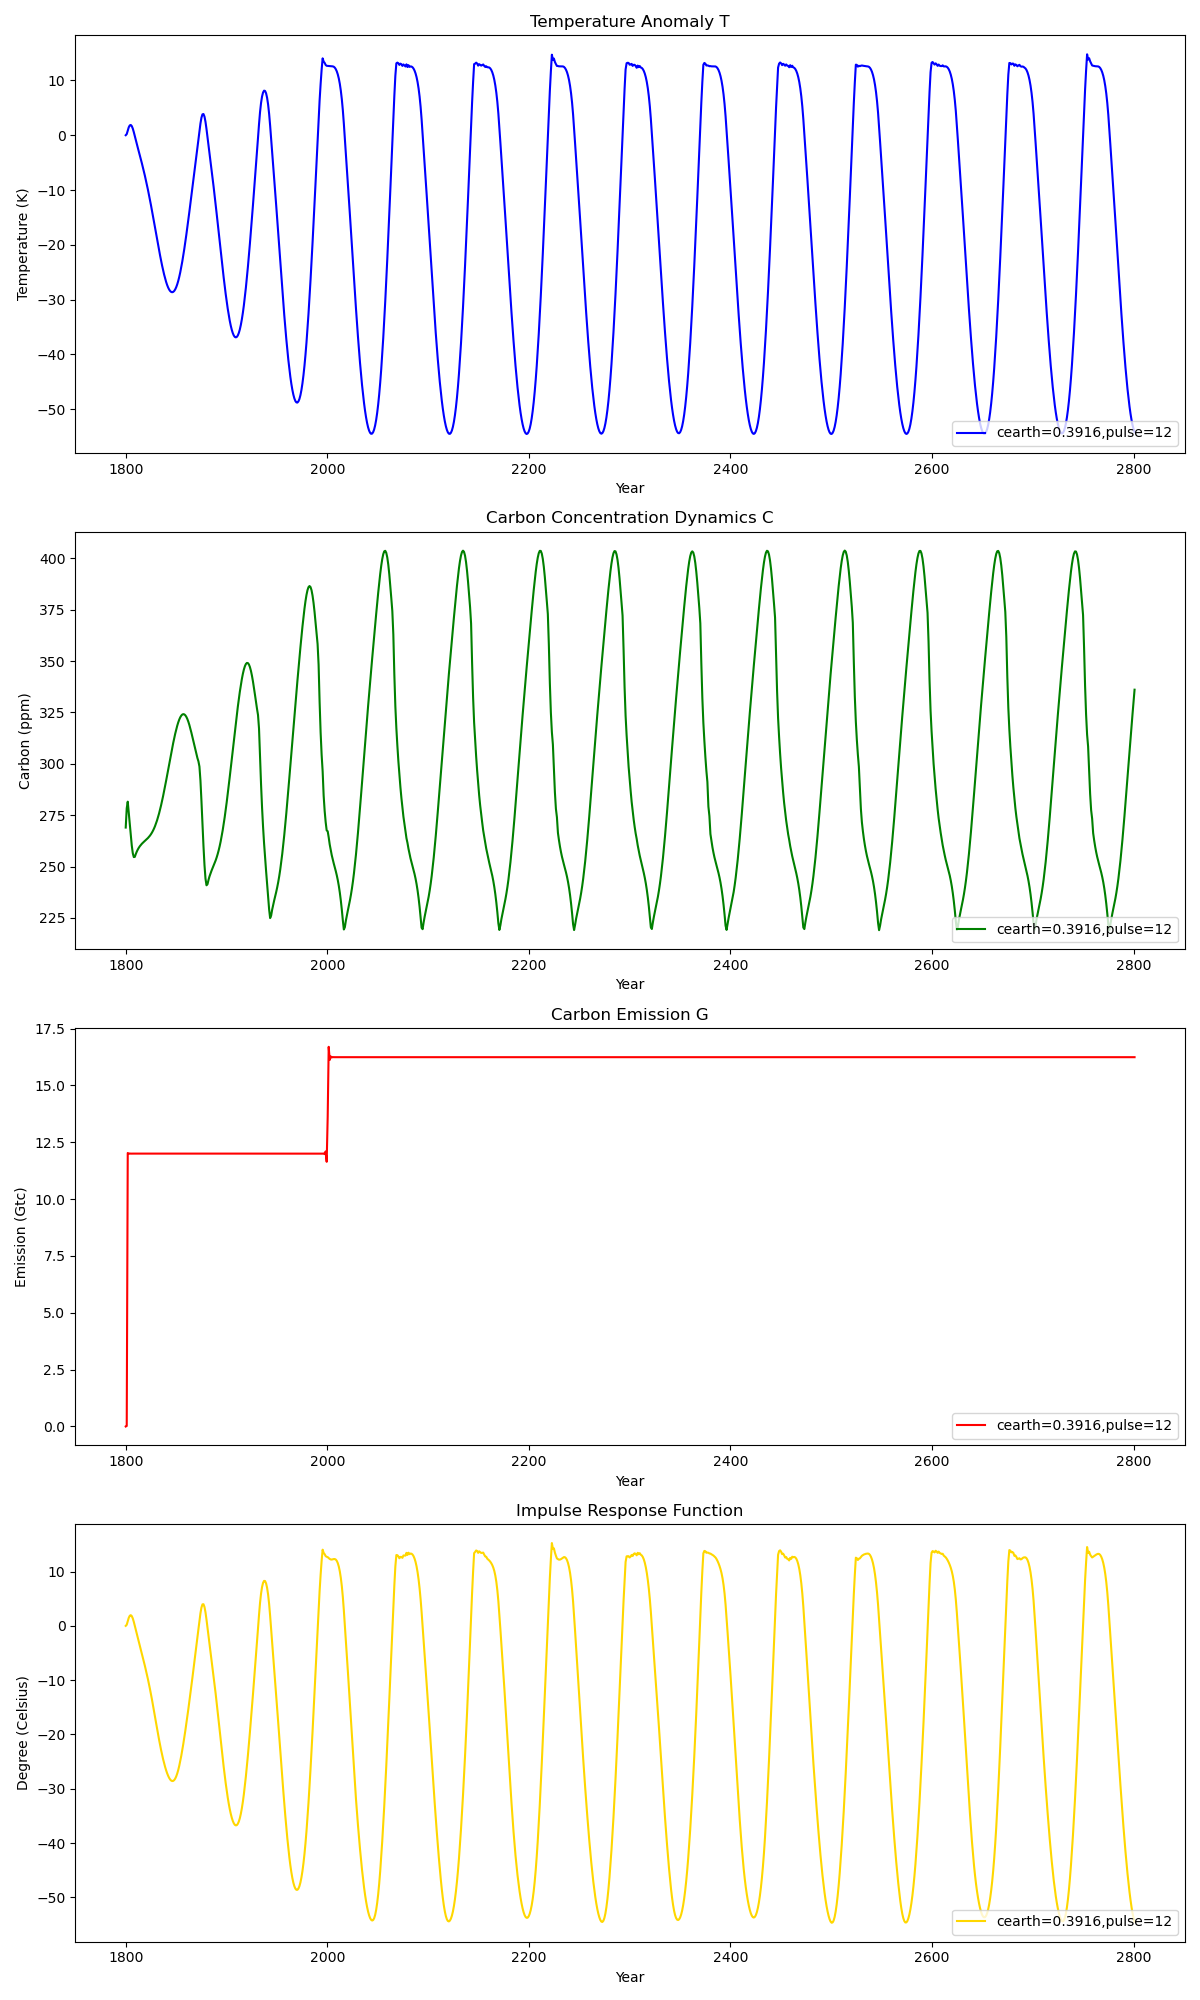 Temperature Anomaly T
10
0
−10
−20
−30
−40
−50
Temperature (K)
cearth=0.3916,pulse=12
1800 2000 2200 2400 2600 2800
Year
Carbon Concentration Dynamics C
400
375
350
325
300
275
250
225
Carbon (ppm)
cearth=0.3916,pulse=12
1800 2000 2200 2400 2600 2800
Year
Carbon Emission G
17.5
15.0
12.5
10.0
7.5
5.0
2.5
0.0
Emission (Gtc)
cearth=0.3916,pulse=12
1800 2000 2200 2400 2600 2800
Year
Impulse Response Function
10
0
−10
−20
−30
−40
−50
Degree (Celsius)
cearth=0.3916,pulse=12
1800 2000 2200 2400 2600 2800
Year